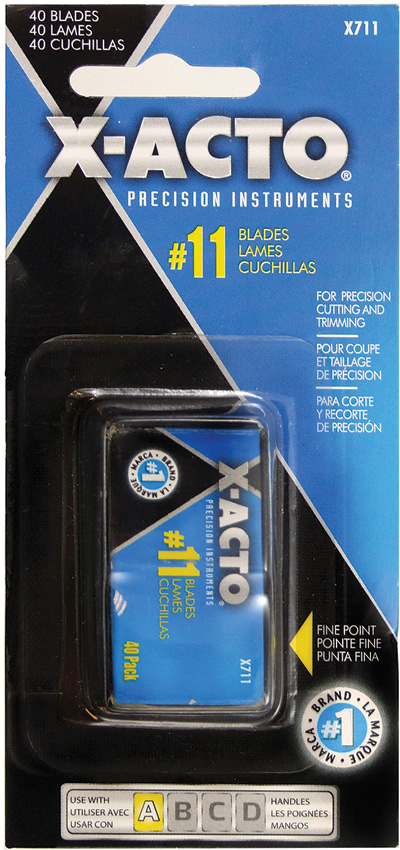 40 BLADES
40 LAMES
40 CUCHILLAS
X711
X-ACTO®
PRECISION INSTRUMENTS
#11
BLADES
LAMES
CUCHILLAS
FOR PRECISION
CUTTING AND
TRIMMING
POUR COUPE
ET TAILLAGE
DE PRÉCISION
PARA CORTE
Y RECORTE
DE PRECISIÓN
X-ACTO®
PRECISION INSTRUMENTS
BRAND · LA MARQUE · MARCA ·
#1
#11
BLADES
LAMES
CUCHILLAS
40 Pack
X711
FINE POINT
POINTE FINE
PUNTA FINA
BRAND · LA MARQUE · MARCA ·
#1
USE WITH
UTILISER AVEC
USAR CON
A B C D
HANDLES
LES POIGNÉES
MANGOS